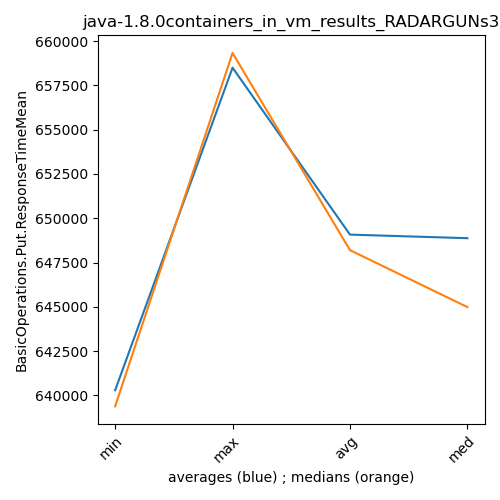 java-1.8.0containers_in_vm_results_RADARGUNs3
BasicOperations.Put.ResponseTimeMean
660000
657500
655000
652500
650000
647500
645000
642500
640000
min
max
avg
med
averages (blue) ; medians (orange)